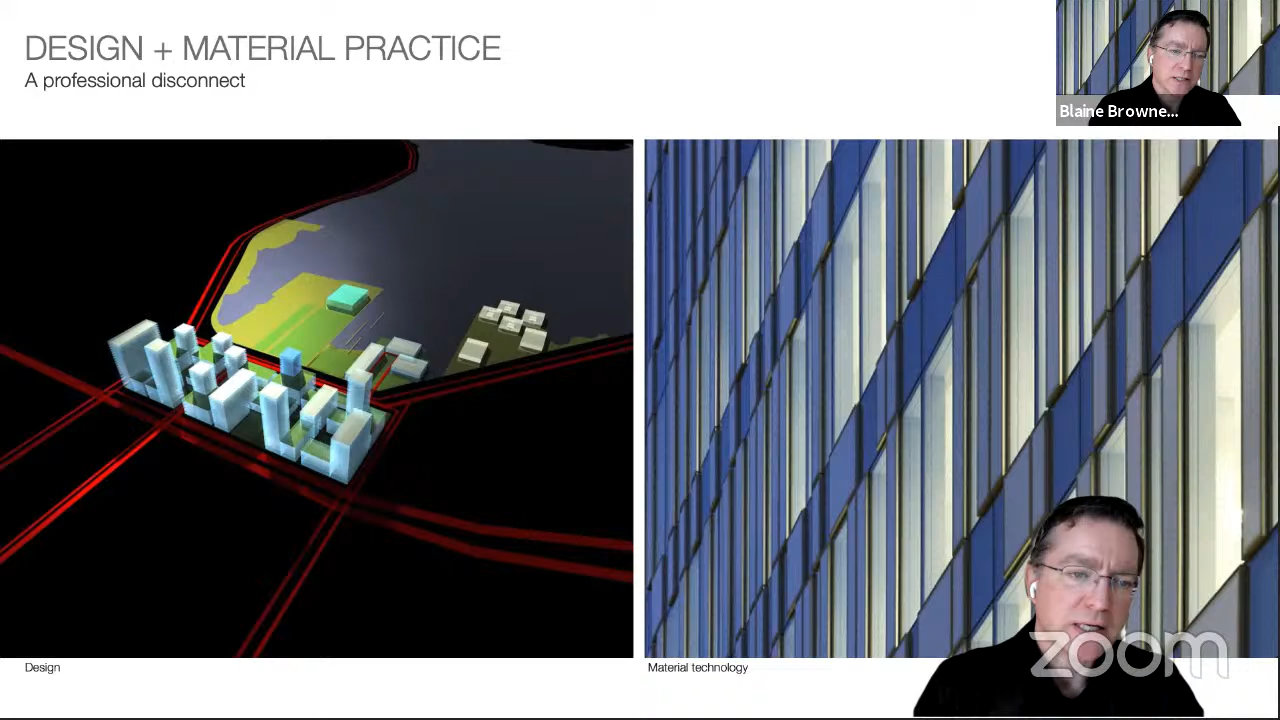 DESIGN + MATERIAL PRACTICE
A professional disconnect
Blaine Browne...
Design
Material technology
zoom